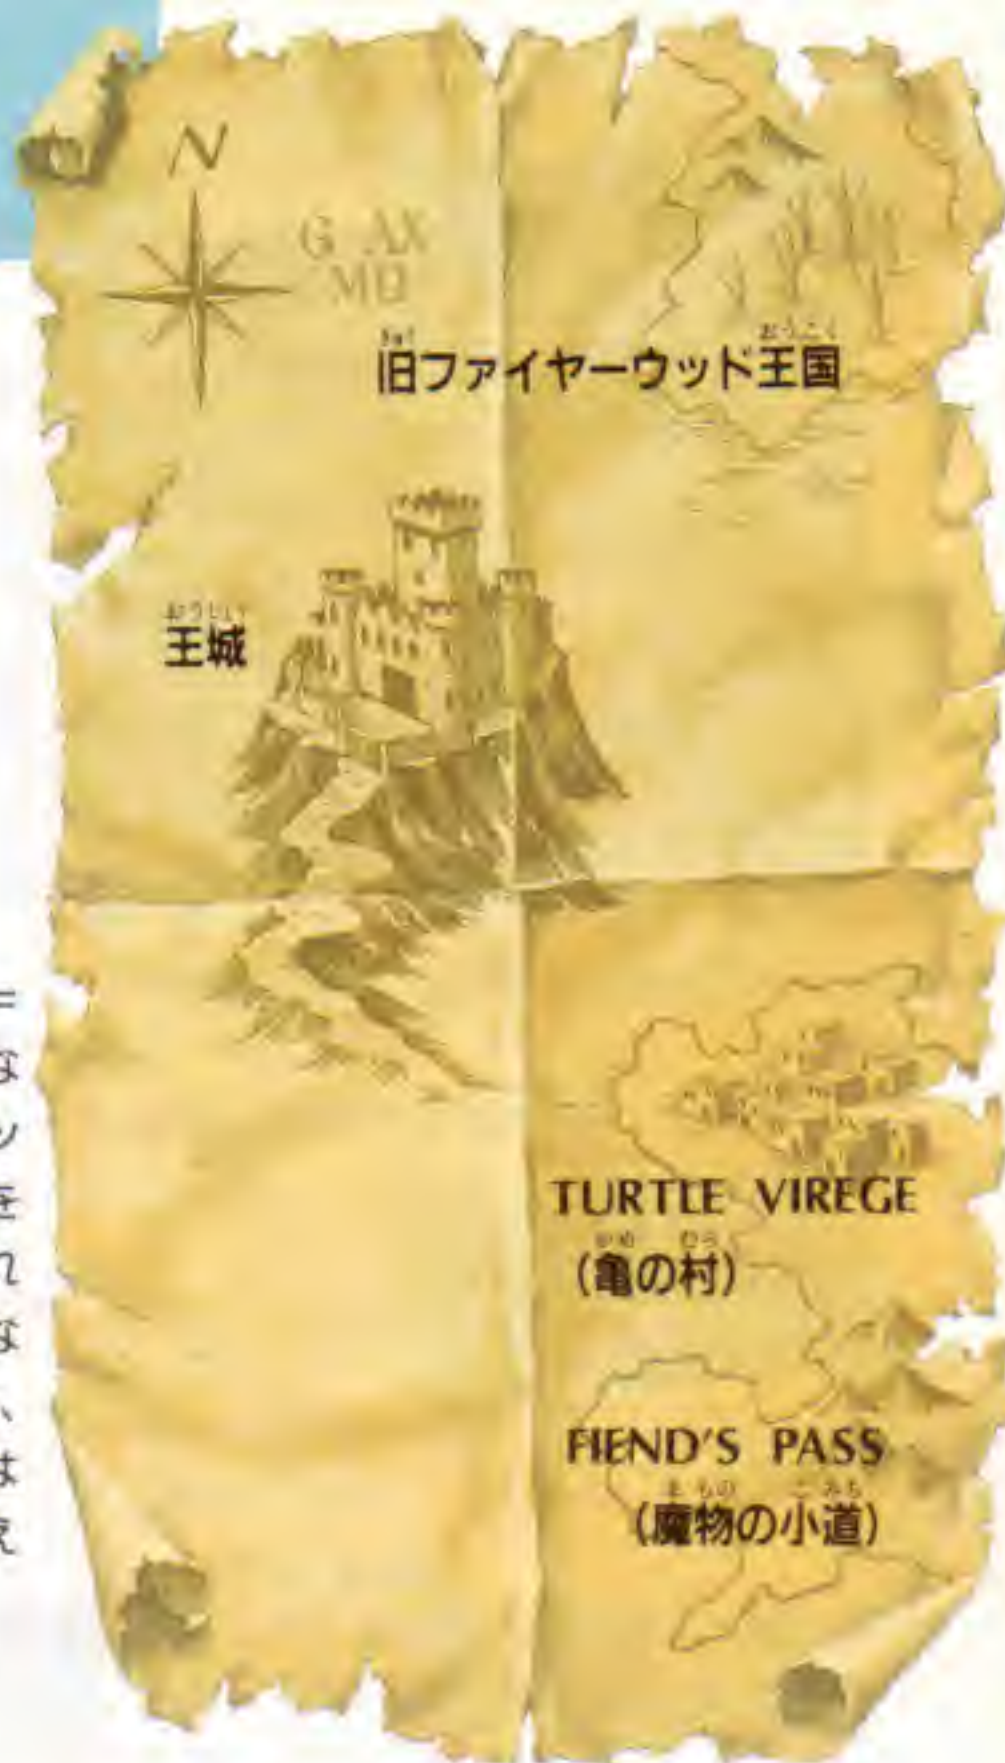 N
G AX
旧ファイヤーウッド王国
王城
TURTLE VIREGE
(亀の村)
FIEND'S PASS
(魔物の小道)